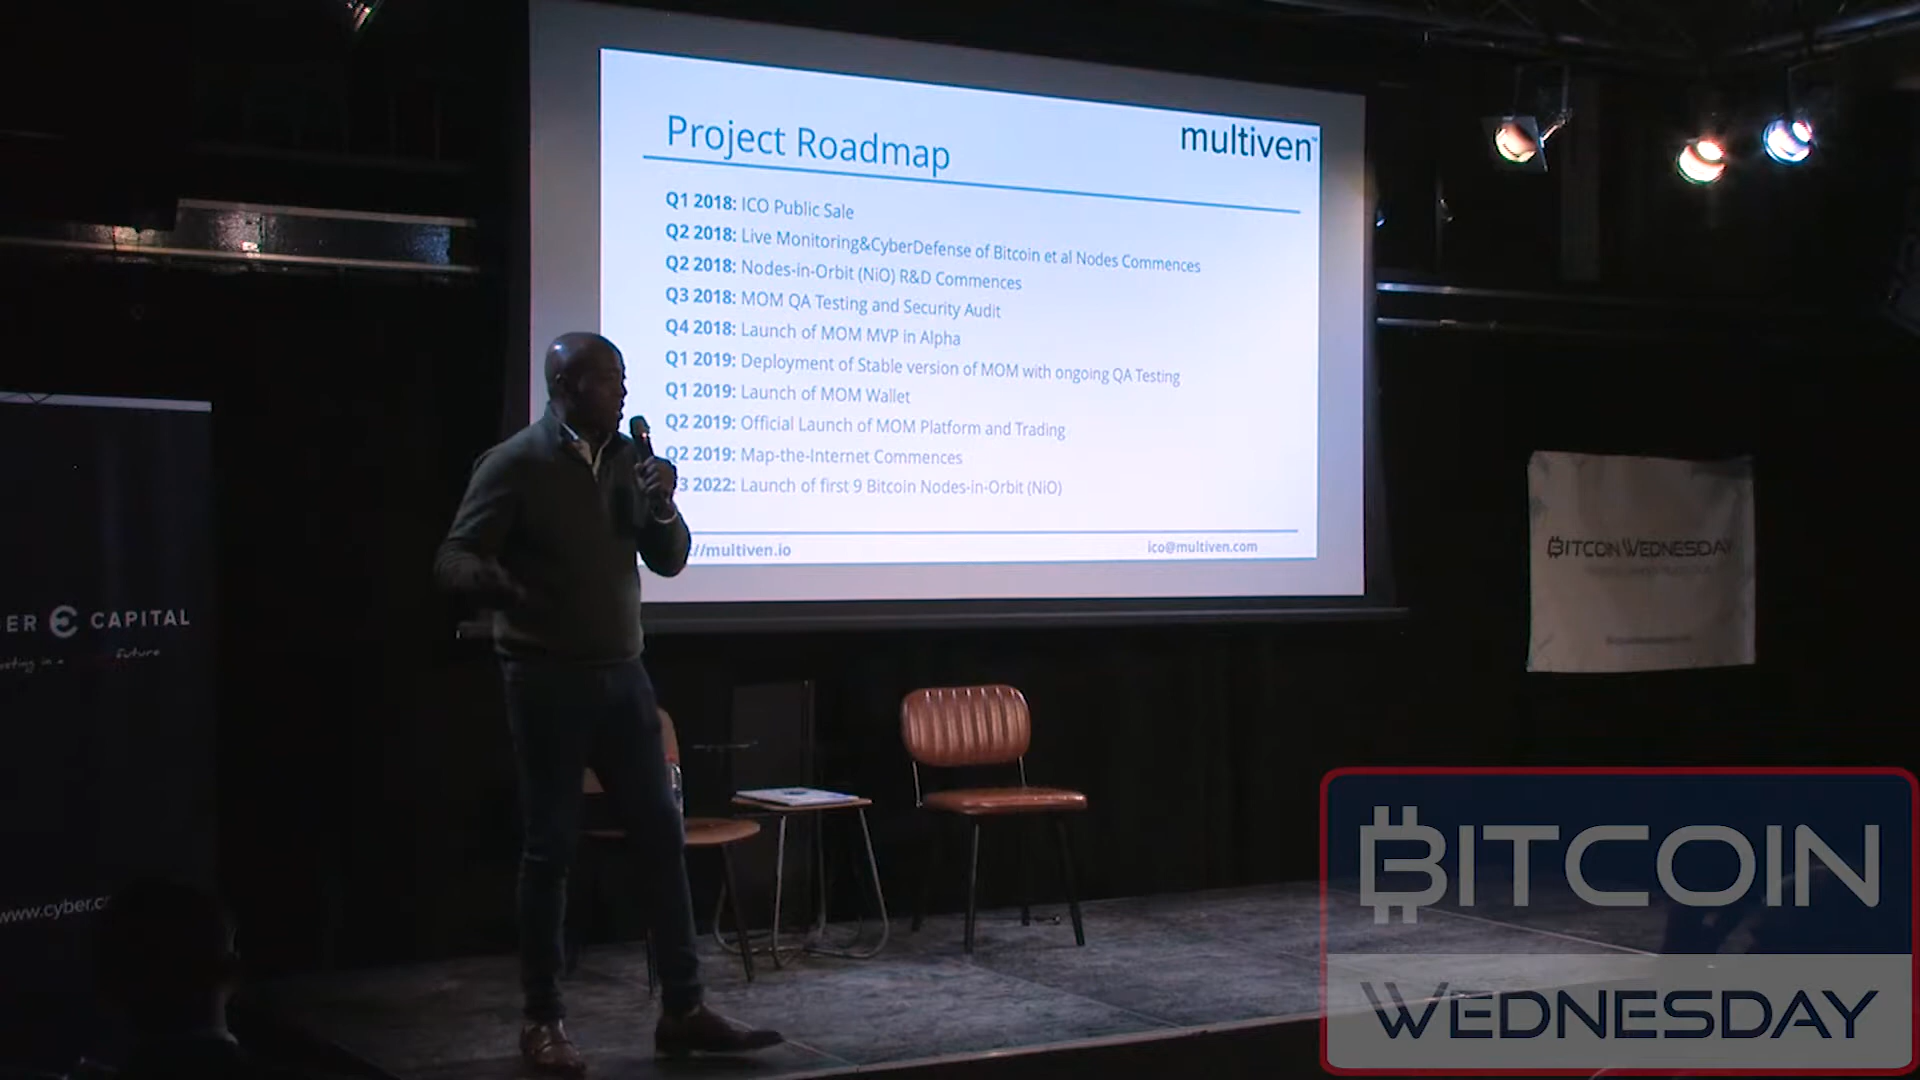 Project Roadmap
multiven
Q1 2018: ICO Public Sale
Q2 2018: Live Monitoring&CyberDefense of Bitcoin et al Nodes Commences
Q2 2018: Nodes-in-Orbit (NiO) R&D Commences
Q3 2018: MOM QA Testing and Security Audit
Q4 2018: Launch of MOM MVP in Alpha
Q1 2019: Deployment of Stable version of MOM with ongoing QA Testing
Q1 2019: Launch of MOM Wallet
Q2 2019: Official Launch of MOM Platform and Trading
Q2 2019: Map-the-Internet Commences
3 2022: Launch of first 9 Bitcoin Nodes-in-Orbit (NiO)
://multiven.io
ico@multiven.com
BITCOIN WEDNESDAY
ER CAPITAL
future
www.cyber.c
BITCOIN
WEDNESDAY